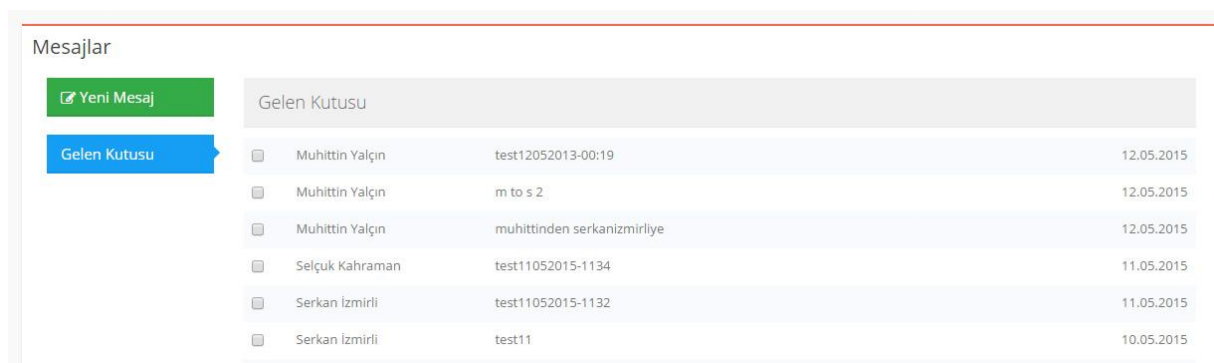 Mesajlar
Yeni Mesaj
Gelen Kutusu
Gelen Kutusu
Muhittin Yalçın test12052013-00:19 12.05.2015
Muhittin Yalçın m to s 2 12.05.2015
Muhittin Yalçın muhittinden serkanizmirliye 12.05.2015
Selçuk Kahraman test11052015-1134 11.05.2015
Serkan İzmirli test11052015-1132 11.05.2015
Serkan İzmirli test11 10.05.2015